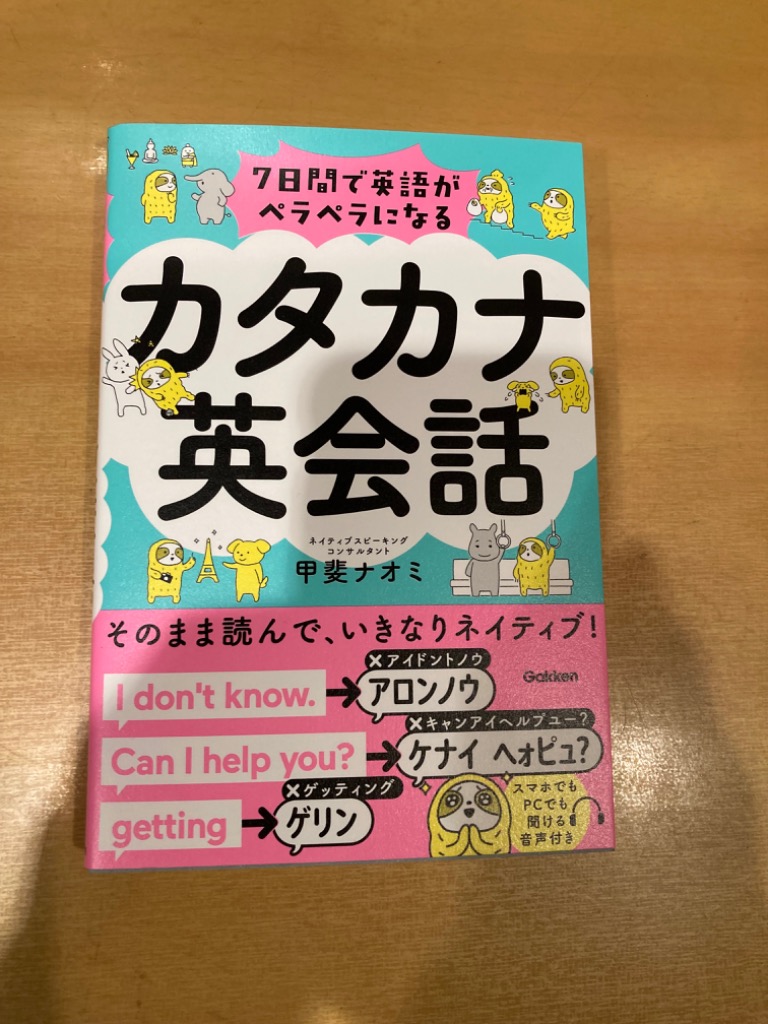 7日間で英語が
ペラペラになる
カタカナ
英会話
ネイティブスピーキング
コンサルタント
甲斐ナオミ
そのまま読んで、いきなりネイティブ!
Gakken
I don't know.
×アイドントノウ
アロンノウ
Can I help you?
×キャンアイヘルプユー?
ケナイ ヘォピュ?
getting
×ゲッティング
ゲリン
スマホでも
PCでも
聞ける
音声付き